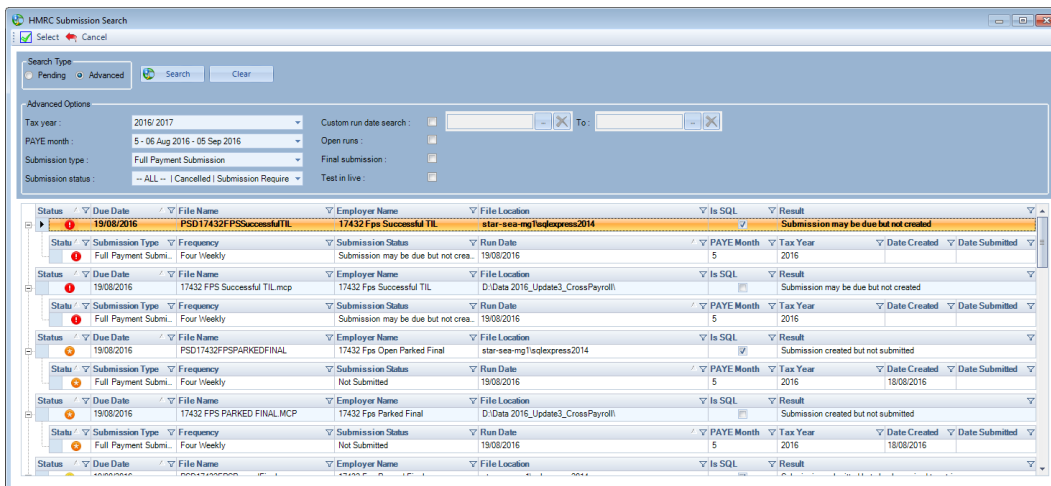 HMRC Submission Search
Select Cancel
Search Type
Pending Advanced Search Clear
Advanced Options
Tax year : 2016/ 2017 Custom run date search : ... To : ...
PAYE month : 5 - 06 Aug 2016 - 05 Sep 2016 Open runs :
Submission type : Full Payment Submission Final submission :
Submission status : -- ALL -- | Cancelled | Submission Require Test in live :
Status Due Date File Name Employer Name File Location Is SQL Result
19/08/2016 PSD17432FPSSuccessfulTIL 17432 Fps Successful TIL star-sea-mg1\sqlexpress2014 Submission may be due but not created
Statu Submission Type Frequency Submission Status Run Date PAYE Month Tax Year Date Created Date Submitted
Full Payment Submi... Four Weekly Submission may be due but not crea... 19/08/2016 5 2016
Status Due Date File Name Employer Name File Location Is SQL Result
19/08/2016 17432 FPS Successful TIL.mcp 17432 Fps Successful TIL D:\Data 2016_Update3_CrossPayroll\ Submission may be due but not created
Statu Submission Type Frequency Submission Status Run Date PAYE Month Tax Year Date Created Date Submitted
Full Payment Submi... Four Weekly Submission may be due but not crea... 19/08/2016 5 2016
Status Due Date File Name Employer Name File Location Is SQL Result
19/08/2016 PSD17432FPSPARKEDFINAL 17432 Fps Open Parked Final star-sea-mg1\sqlexpress2014 Submission created but not submitted
Statu Submission Type Frequency Submission Status Run Date PAYE Month Tax Year Date Created Date Submitted
Full Payment Submi... Four Weekly Not Submitted 19/08/2016 5 2016 18/08/2016
Status Due Date File Name Employer Name File Location Is SQL Result
19/08/2016 17432 FPS PARKED FINAL.MCP 17432 Fps Parked Final D:\Data 2016_Update3_CrossPayroll\ Submission created but not submitted
Statu Submission Type Frequency Submission Status Run Date PAYE Month Tax Year Date Created Date Submitted
Full Payment Submi... Four Weekly Not Submitted 19/08/2016 5 2016 18/08/2016
Status Due Date File Name Employer Name File Location Is SQL Result